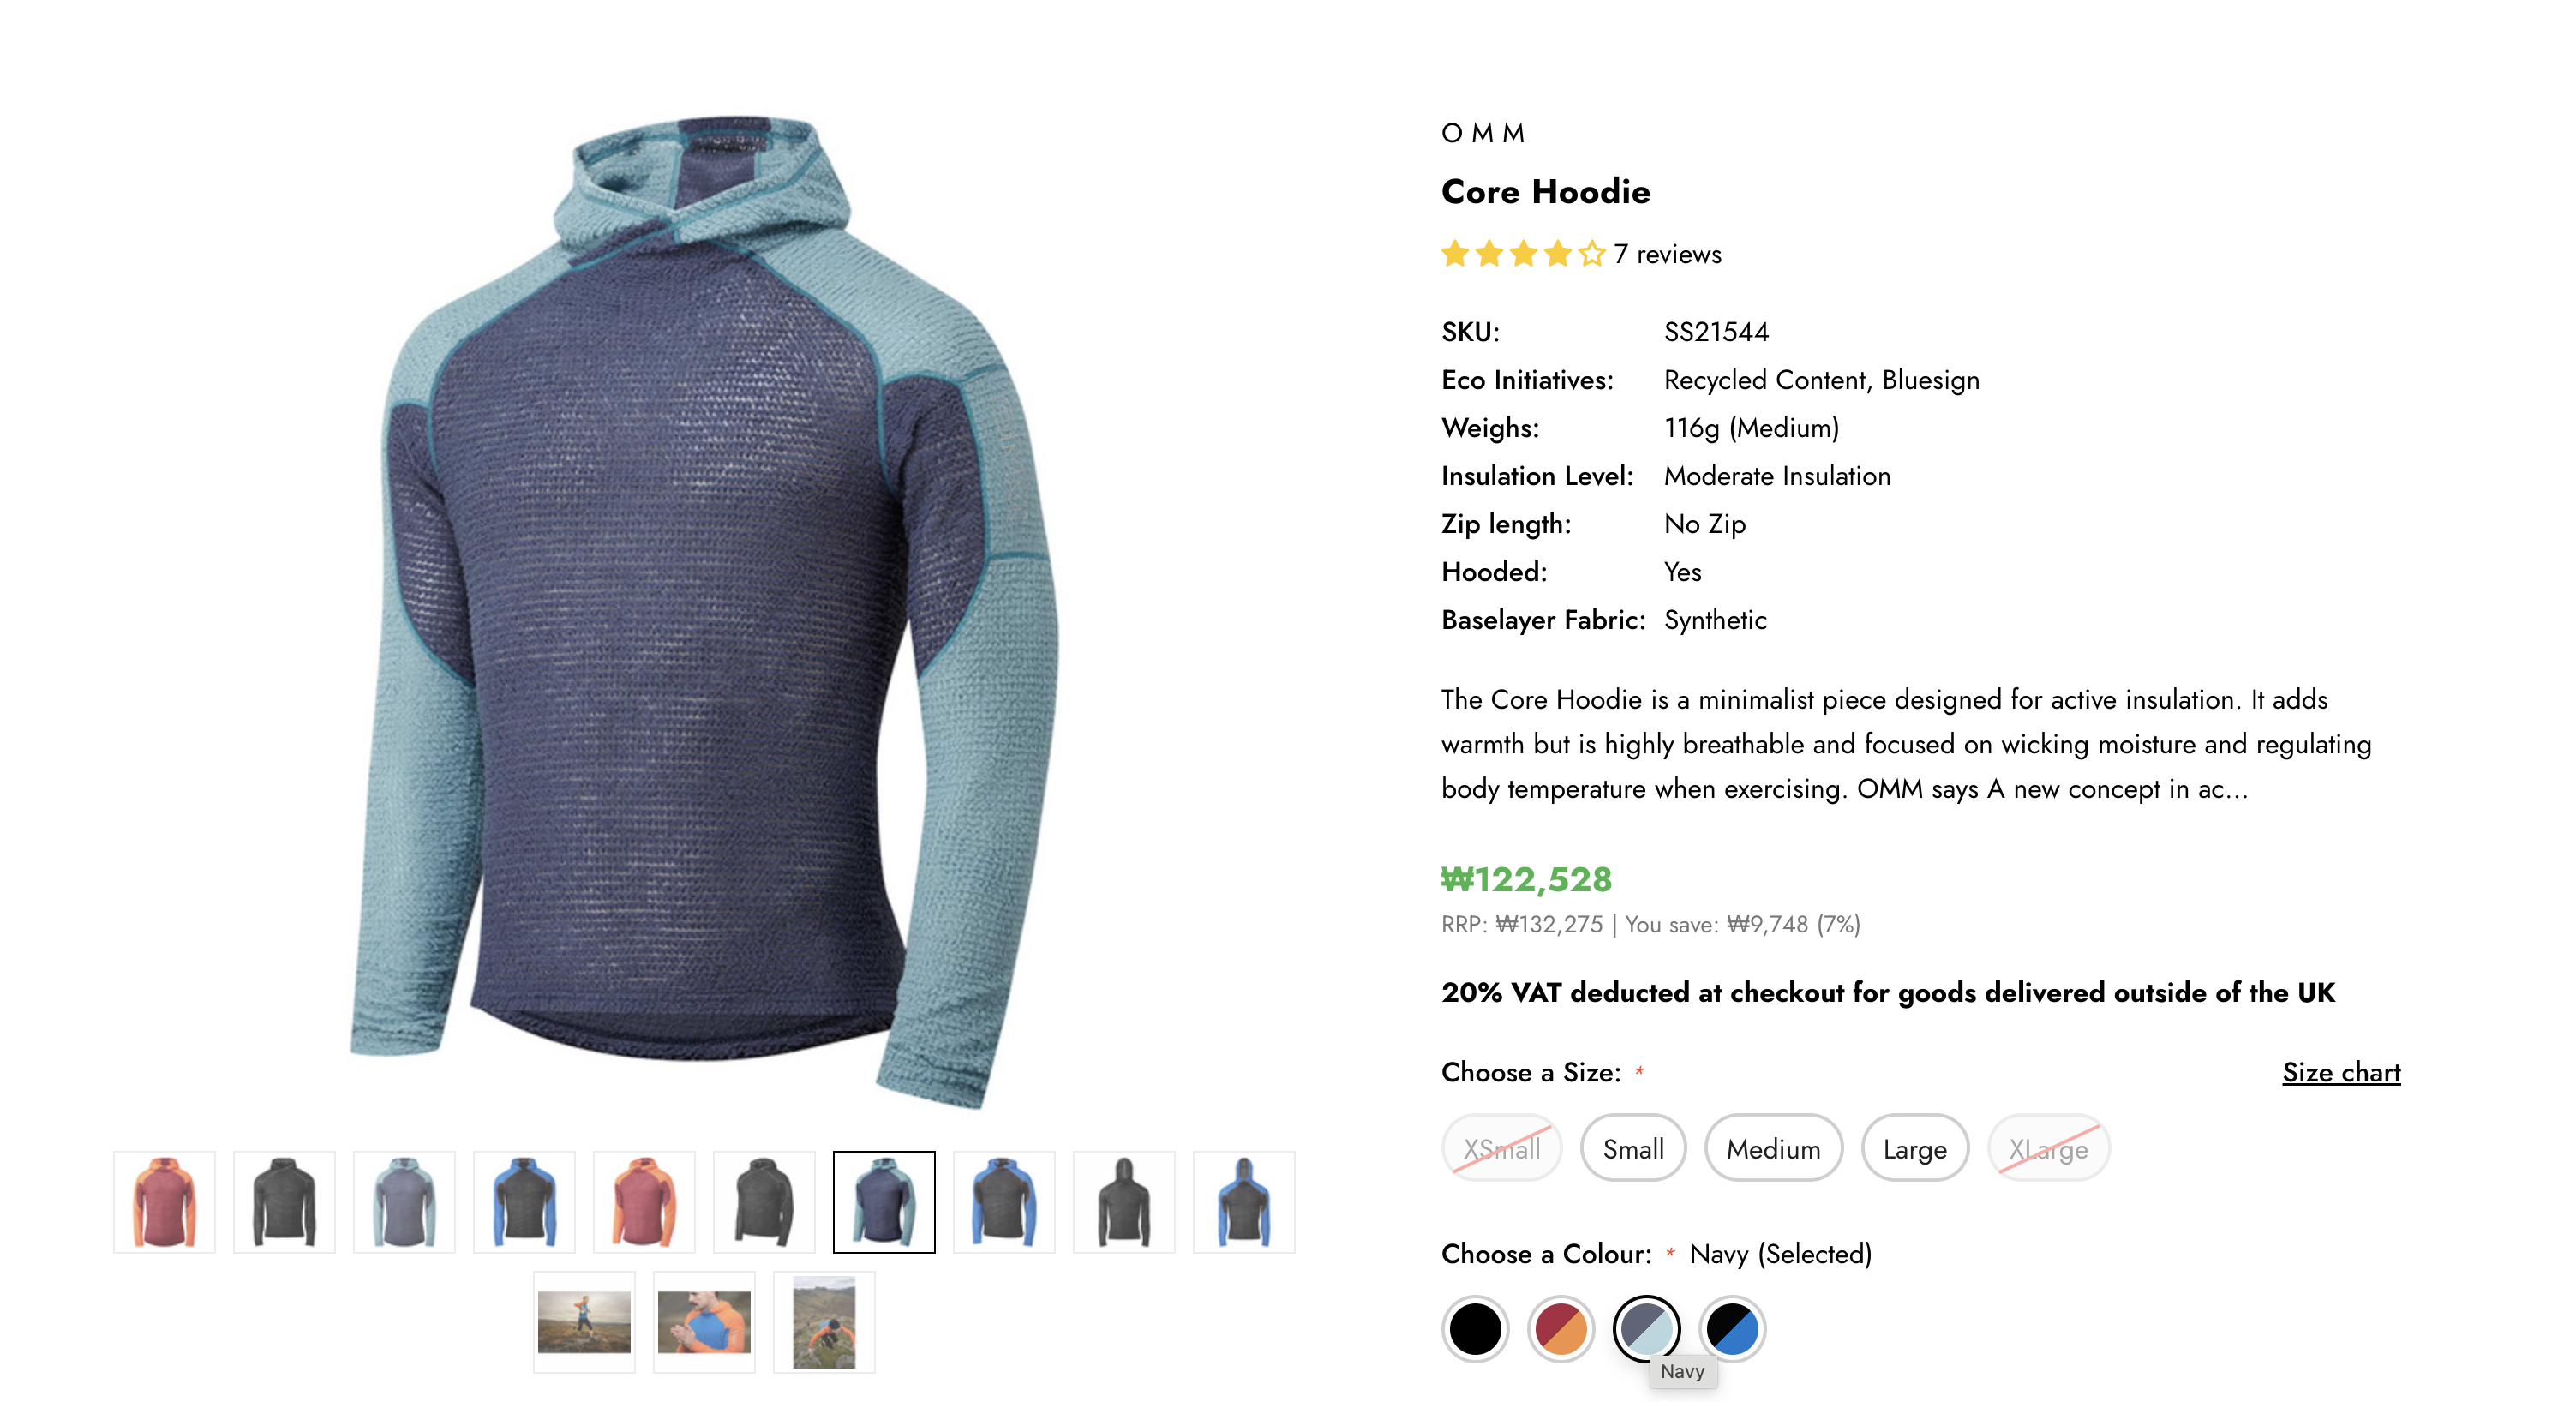 OMM
Core Hoodie
7 reviews
SKU: SS21544
Eco Initiatives: Recycled Content, Bluesign
Weighs: 116g (Medium)
Insulation Level: Moderate Insulation
Zip length: No Zip
Hooded: Yes
Baselayer Fabric: Synthetic
The Core Hoodie is a minimalist piece designed for active insulation. It adds
warmth but is highly breathable and focused on wicking moisture and regulating
body temperature when exercising. OMM says A new concept in ac...
₩122,528
RRP: ₩132,275 | You save: ₩9,748 (7%)
20% VAT deducted at checkout for goods delivered outside of the UK
Choose a Size: * Size chart
XSmall Small Medium Large XLarge
Choose a Colour: * Navy (Selected)
Navy